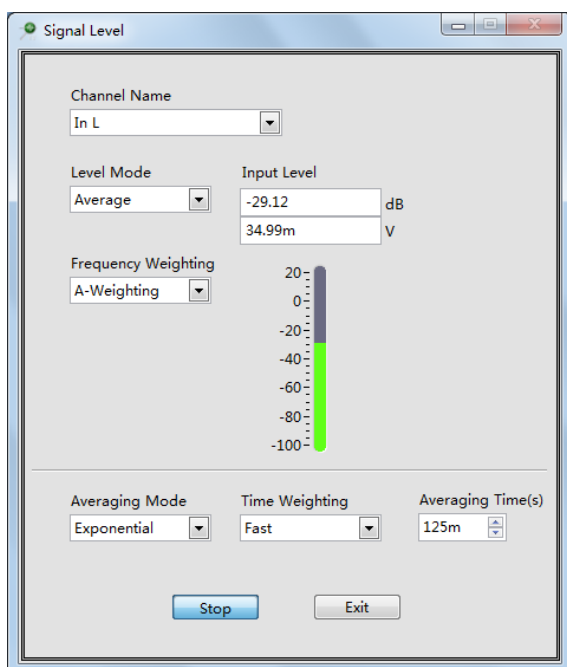 Signal Level
Channel Name
In L
Level Mode Input Level
Average -29.12 dB
34.99m V
Frequency Weighting
A-Weighting
20
0
-20
-40
-60
-80
-100
Averaging Mode Time Weighting Averaging Time(s)
Exponential Fast 125m
Stop Exit